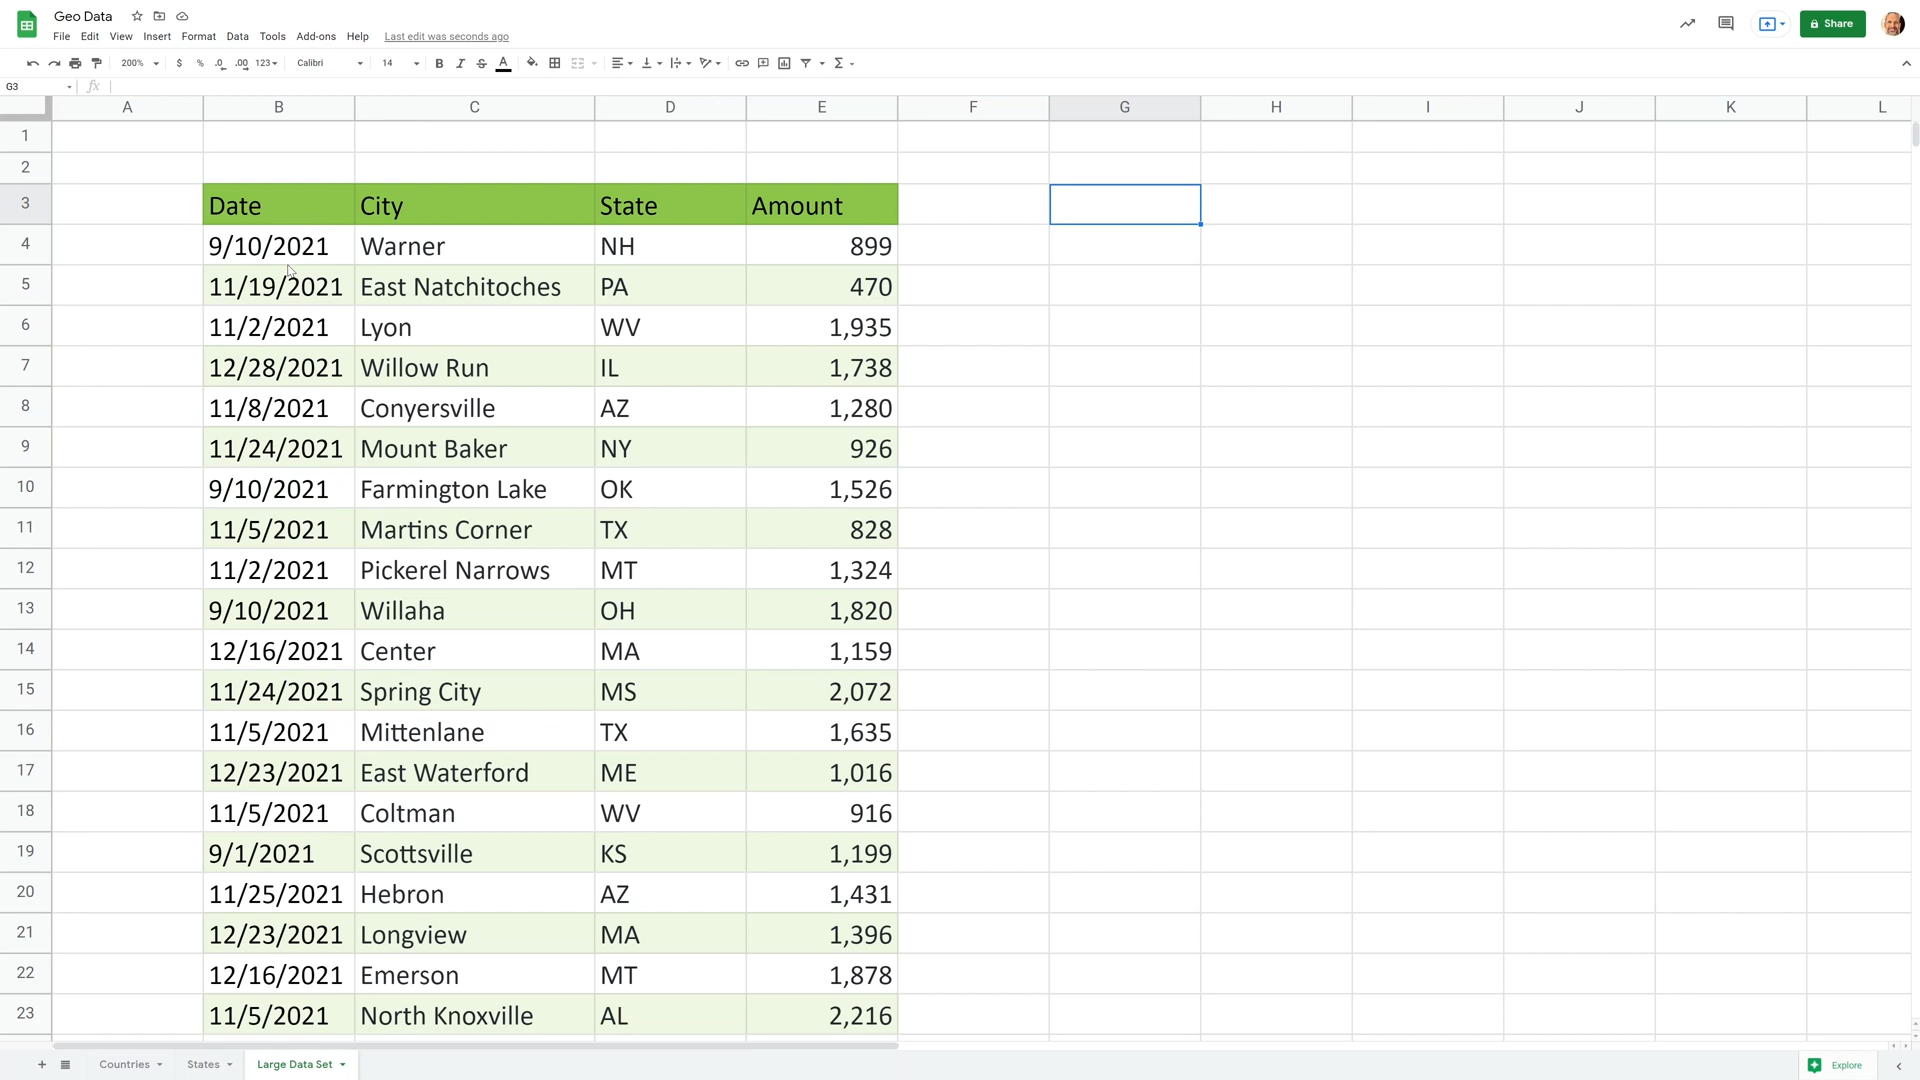 Geo Data
File Edit View Insert Format Data Tools Add-ons Help Last edit was seconds ago
Share
200% $ % .0 .00 123 Calibri 14 B I S A Σ
G3 fx
A B C D E F G H I J K L
1
2
3 Date City State Amount
4 9/10/2021 Warner NH 899
5 11/19/2021 East Natchitoches PA 470
6 11/2/2021 Lyon WV 1,935
7 12/28/2021 Willow Run IL 1,738
8 11/8/2021 Conyersville AZ 1,280
9 11/24/2021 Mount Baker NY 926
10 9/10/2021 Farmington Lake OK 1,526
11 11/5/2021 Martins Corner TX 828
12 11/2/2021 Pickerel Narrows MT 1,324
13 9/10/2021 Willaha OH 1,820
14 12/16/2021 Center MA 1,159
15 11/24/2021 Spring City MS 2,072
16 11/5/2021 Mittenlane TX 1,635
17 12/23/2021 East Waterford ME 1,016
18 11/5/2021 Coltman WV 916
19 9/1/2021 Scottsville KS 1,199
20 11/25/2021 Hebron AZ 1,431
21 12/23/2021 Longview MA 1,396
22 12/16/2021 Emerson MT 1,878
23 11/5/2021 North Knoxville AL 2,216
Countries States Large Data Set Explore